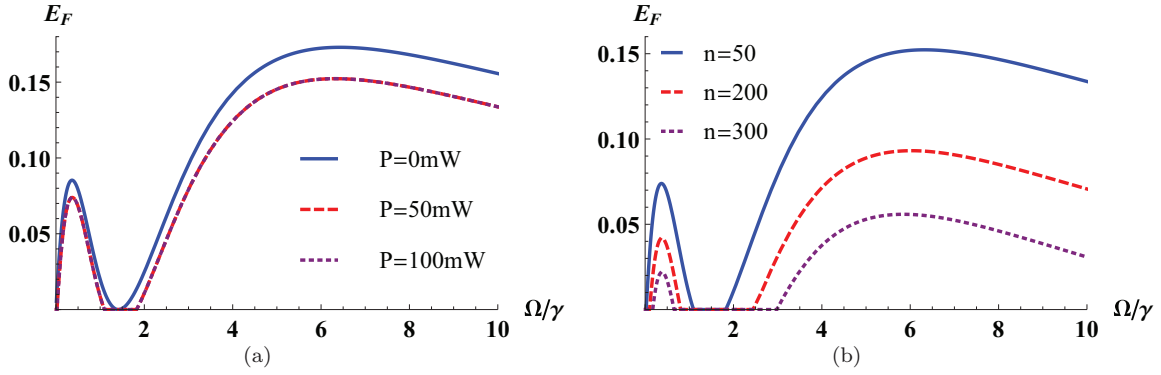 E_F
0.15
0.10
0.05
P=0mW
P=50mW
P=100mW
2 4 6 8 10
Ω/γ
(a)
E_F
0.15
0.10
0.05
n=50
n=200
n=300
2 4 6 8 10
Ω/γ
(b)